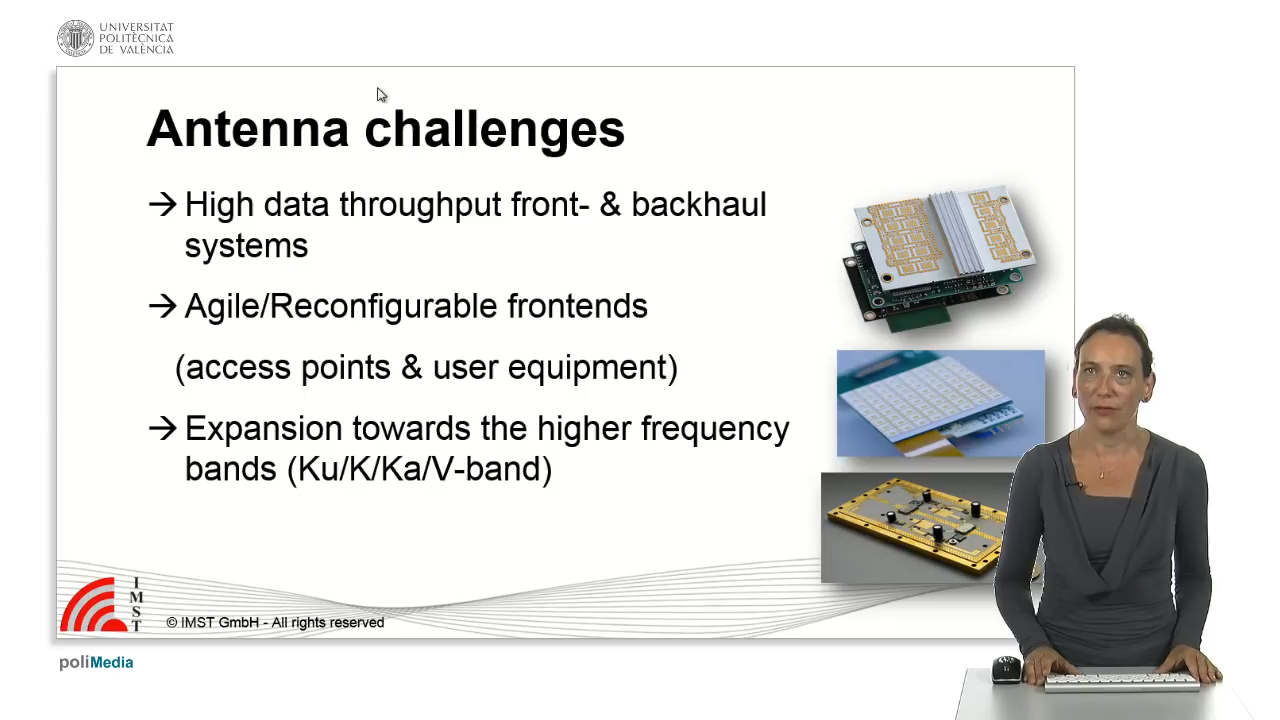 UNIVERSITAT
POLITÈCNICA
DE VALÈNCIA
Antenna challenges
→ High data throughput front- & backhaul
systems
→ Agile/Reconfigurable frontends
(access points & user equipment)
→ Expansion towards the higher frequency
bands (Ku/K/Ka/V-band)
IMST
© IMST GmbH - All rights reserved
poliMedia